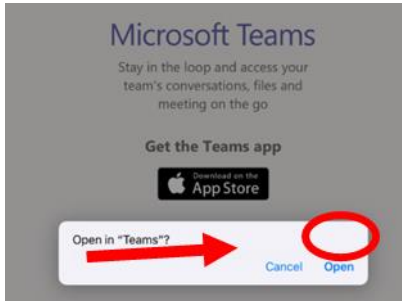 Microsoft Teams
Stay in the loop and access your
team's conversations, files and
meeting on the go
Get the Teams app
Download on the
App Store
Open in "Teams"?
Cancel Open